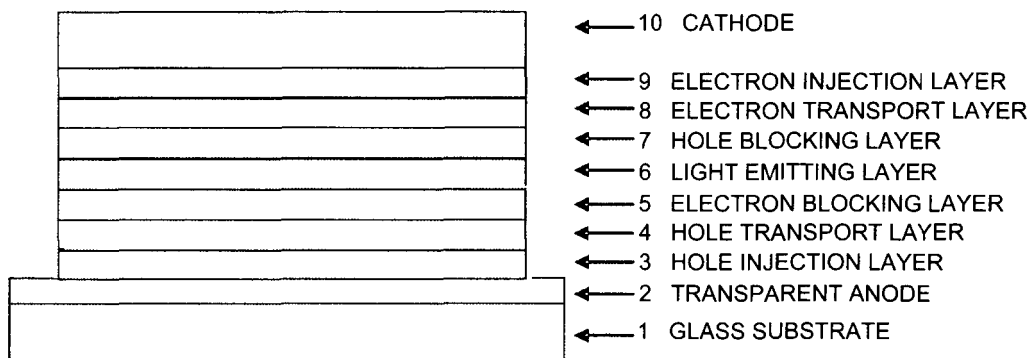 10 CATHODE
9 ELECTRON INJECTION LAYER
8 ELECTRON TRANSPORT LAYER
7 HOLE BLOCKING LAYER
6 LIGHT EMITTING LAYER
5 ELECTRON BLOCKING LAYER
4 HOLE TRANSPORT LAYER
3 HOLE INJECTION LAYER
2 TRANSPARENT ANODE
1 GLASS SUBSTRATE